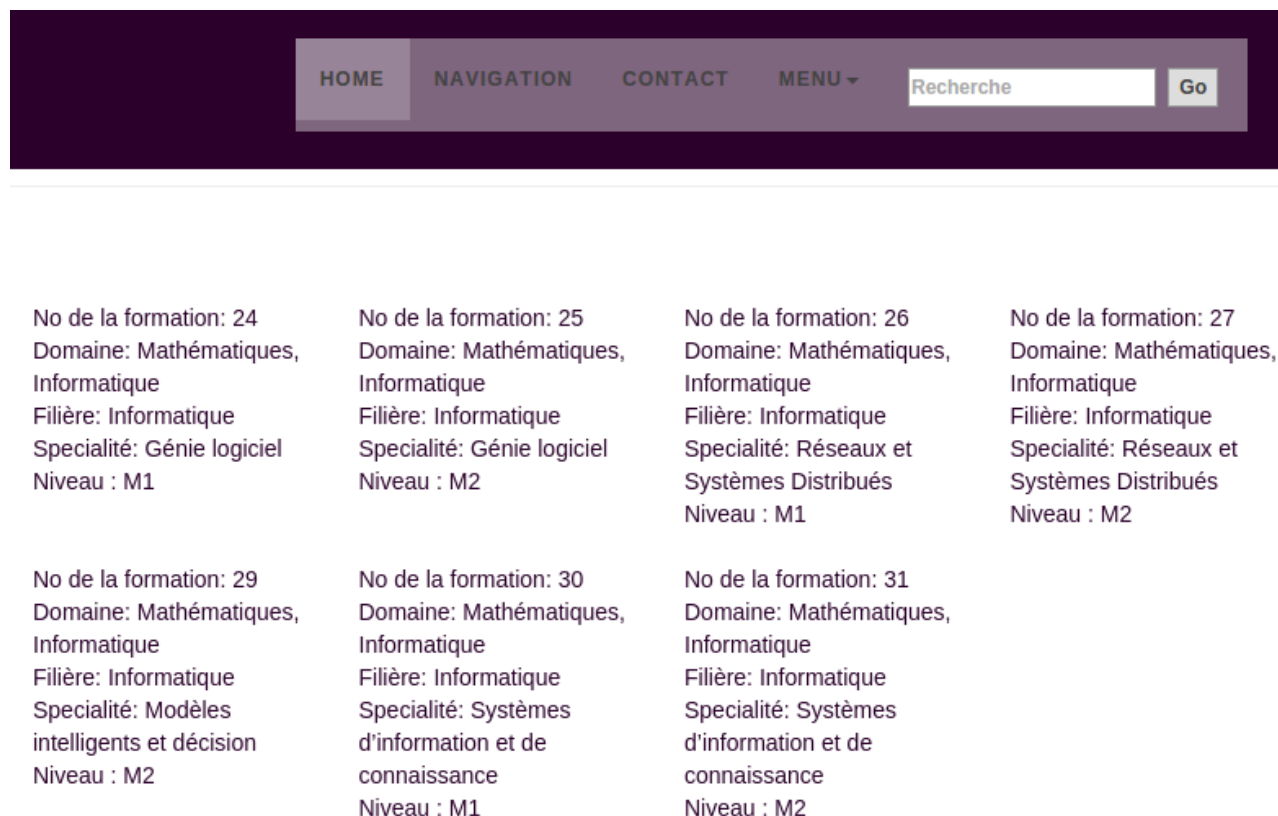 HOME NAVIGATION CONTACT MENU Recherche Go
No de la formation: 24
Domaine: Mathématiques,
Informatique
Filière: Informatique
Specialité: Génie logiciel
Niveau : M1
No de la formation: 25
Domaine: Mathématiques,
Informatique
Filière: Informatique
Specialité: Génie logiciel
Niveau : M2
No de la formation: 26
Domaine: Mathématiques,
Informatique
Filière: Informatique
Specialité: Réseaux et
Systèmes Distribués
Niveau : M1
No de la formation: 27
Domaine: Mathématiques,
Informatique
Filière: Informatique
Specialité: Réseaux et
Systèmes Distribués
Niveau : M2
No de la formation: 29
Domaine: Mathématiques,
Informatique
Filière: Informatique
Specialité: Modèles
intelligents et décision
Niveau : M2
No de la formation: 30
Domaine: Mathématiques,
Informatique
Filière: Informatique
Specialité: Systèmes
d’information et de
connaissance
Niveau : M1
No de la formation: 31
Domaine: Mathématiques,
Informatique
Filière: Informatique
Specialité: Systèmes
d’information et de
connaissance
Niveau : M2